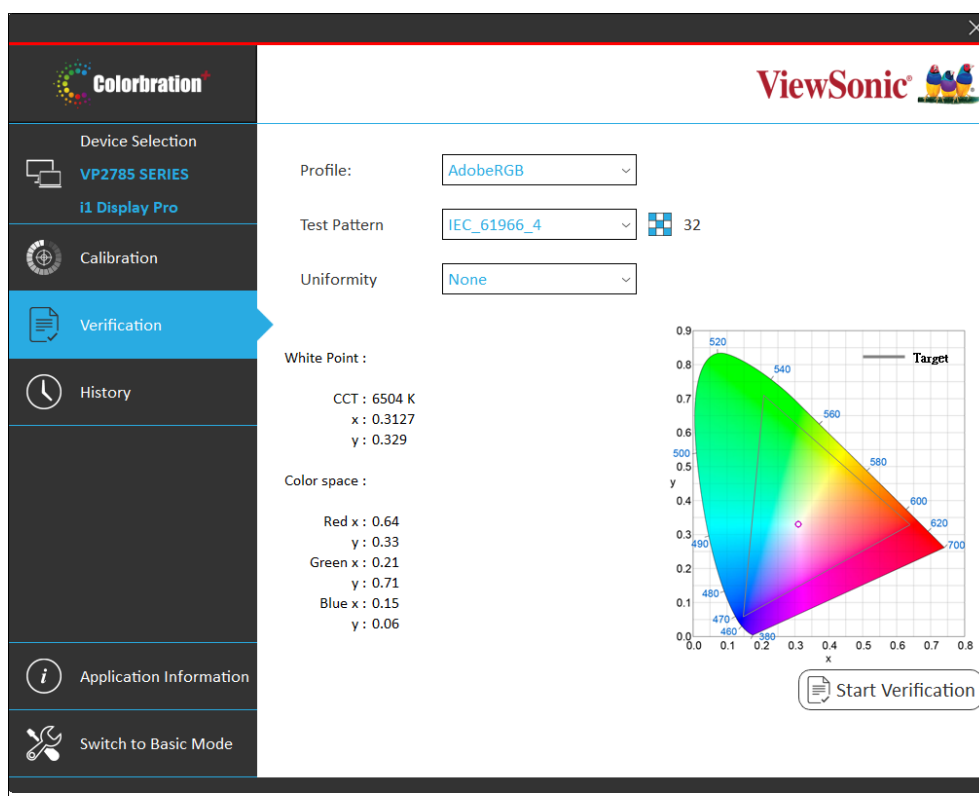 Colorbration+
ViewSonic®
Device Selection
VP2785 SERIES
i1 Display Pro
Calibration
Verification
History
Application Information
Switch to Basic Mode
Profile: AdobeRGB
Test Pattern IEC_61966_4 32
Uniformity None
White Point :
CCT : 6504 K
x : 0.3127
y : 0.329
Color space :
Red x : 0.64
y : 0.33
Green x : 0.21
y : 0.71
Blue x : 0.15
y : 0.06
Target
0.9
0.8
0.7
0.6
0.5
y
0.4
0.3
0.2
0.1
0.0
520
540
560
580
600
620
700
500
490
480
470
460
380
0.0 0.1 0.2 0.3 0.4 0.5 0.6 0.7 0.8
x
Start Verification